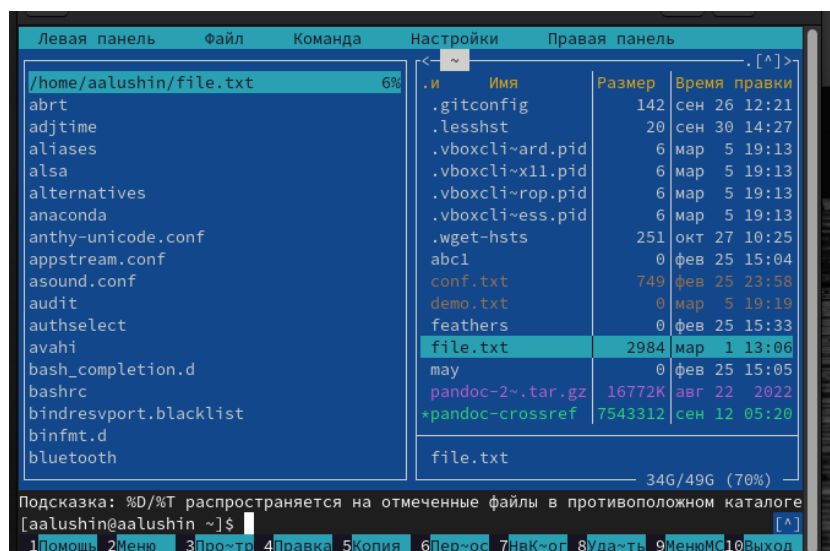 Левая панель Файл Команда Настройки Правая панель
<─ ~ .[^]>
/home/aalushin/file.txt 6%
abrt
adjtime
aliases
alsa
alternatives
anaconda
anthy-unicode.conf
appstream.conf
asound.conf
audit
authselect
avahi
bash_completion.d
bashrc
bindresvport.blacklist
binfmt.d
bluetooth
.и Имя Размер Время правки
.gitconfig 142 сен 26 12:21
.lesshst 20 сен 30 14:27
.vboxcli~ard.pid 6 мар 5 19:13
.vboxcli~x11.pid 6 мар 5 19:13
.vboxcli~rop.pid 6 мар 5 19:13
.vboxcli~ess.pid 6 мар 5 19:13
.wget-hsts 251 окт 27 10:25
abc1 0 фев 25 15:04
conf.txt 749 фев 25 23:58
demo.txt 0 мар 5 19:19
feathers 0 фев 25 15:33
file.txt 2984 мар 1 13:06
may 0 фев 25 15:05
pandoc-2~.tar.gz 16772K авг 22 2022
*pandoc-crossref 7543312 сен 12 05:20
file.txt
34G/49G (70%)
Подсказка: %D/%T распространяется на отмеченные файлы в противоположном каталоге
[aalushin@aalushin ~]$ [^]
1Помощь 2Меню 3Про~тр 4Правка 5Копия 6Пер~ос 7НвК~ог 8Уда~ть 9МенюMC 10Выход